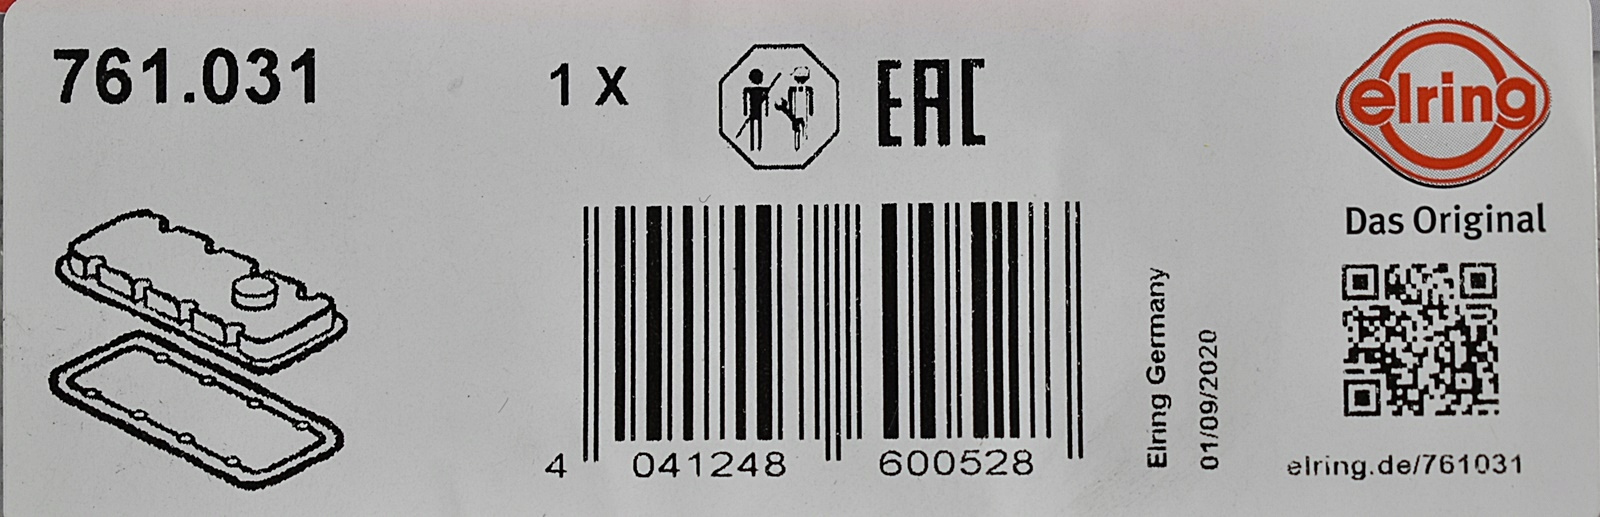 761.031
1 X
EAC
elring
Das Original
4 041248 600528
Elring Germany
01/09/2020
elring.de/761031